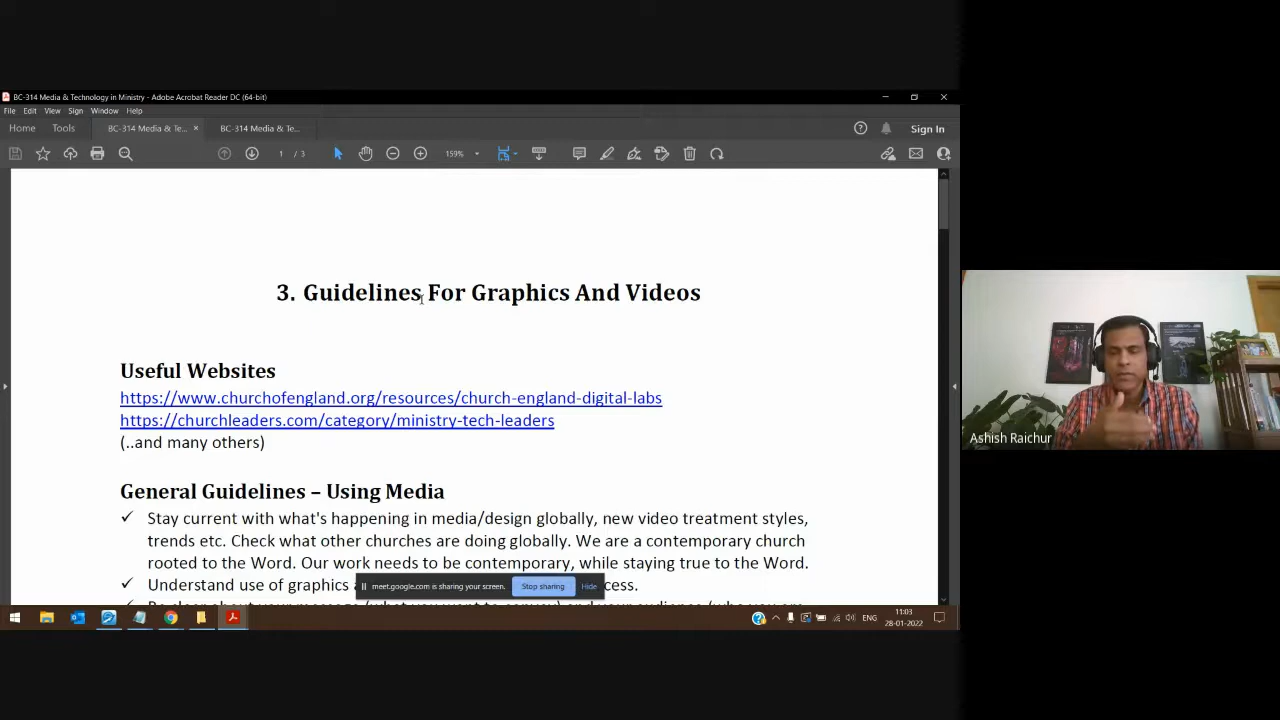 BC-314 Media & Technology in Ministry - Adobe Acrobat Reader DC (64-bit)
File Edit View Sign Window Help
Home Tools BC-314 Media & Te... × BC-314 Media & Te... Sign In
1 / 3 159%
3. Guidelines For Graphics And Videos
Useful Websites
https://www.churchofengland.org/resources/church-england-digital-labs
https://churchleaders.com/category/ministry-tech-leaders
(..and many others)
General Guidelines – Using Media
✓ Stay current with what's happening in media/design globally, new video treatment styles,
trends etc. Check what other churches are doing globally. We are a contemporary church
rooted to the Word. Our work needs to be contemporary, while staying true to the Word.
✓ Understand use of graphics
meet.google.com is sharing your screen. Stop sharing Hide
Ashish Raichur
ENG
11:03
28-01-2022